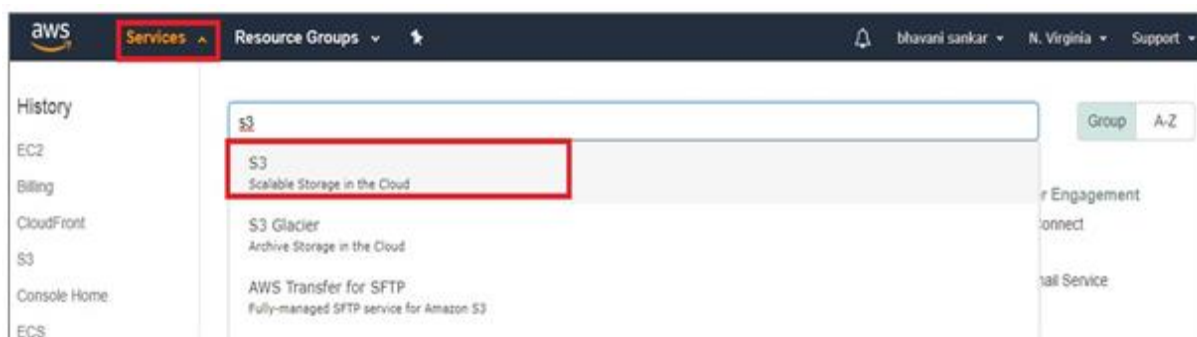 aws Services Resource Groups bhavani sankar N. Virginia Support
History
s3
Group A-Z
EC2
S3
Scalable Storage in the Cloud
Billing
r Engagement
CloudFront
S3 Glacier
onnect
Archive Storage in the Cloud
S3
AWS Transfer for SFTP
ail Service
Console Home
Fully-managed SFTP service for Amazon S3
ECS